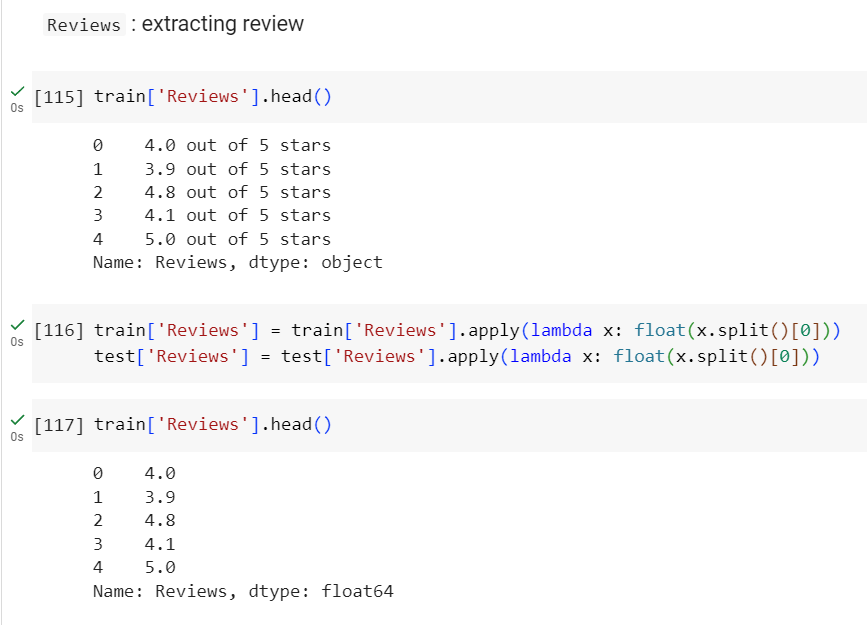 Reviews : extracting review
0s
[115] train['Reviews'].head()
0    4.0 out of 5 stars
1    3.9 out of 5 stars
2    4.8 out of 5 stars
3    4.1 out of 5 stars
4    5.0 out of 5 stars
Name: Reviews, dtype: object
0s
[116] train['Reviews'] = train['Reviews'].apply(lambda x: float(x.split()[0]))
test['Reviews'] = test['Reviews'].apply(lambda x: float(x.split()[0]))
0s
[117] train['Reviews'].head()
0    4.0
1    3.9
2    4.8
3    4.1
4    5.0
Name: Reviews, dtype: float64